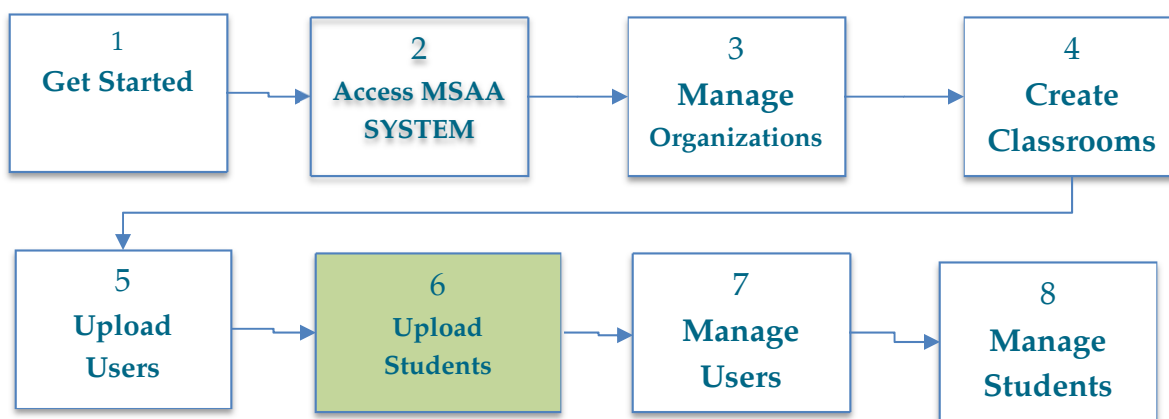 1
Get Started
2
Access MSAA
SYSTEM
3
Manage
Organizations
4
Create
Classrooms
5
Upload
Users
6
Upload
Students
7
Manage
Users
8
Manage
Students